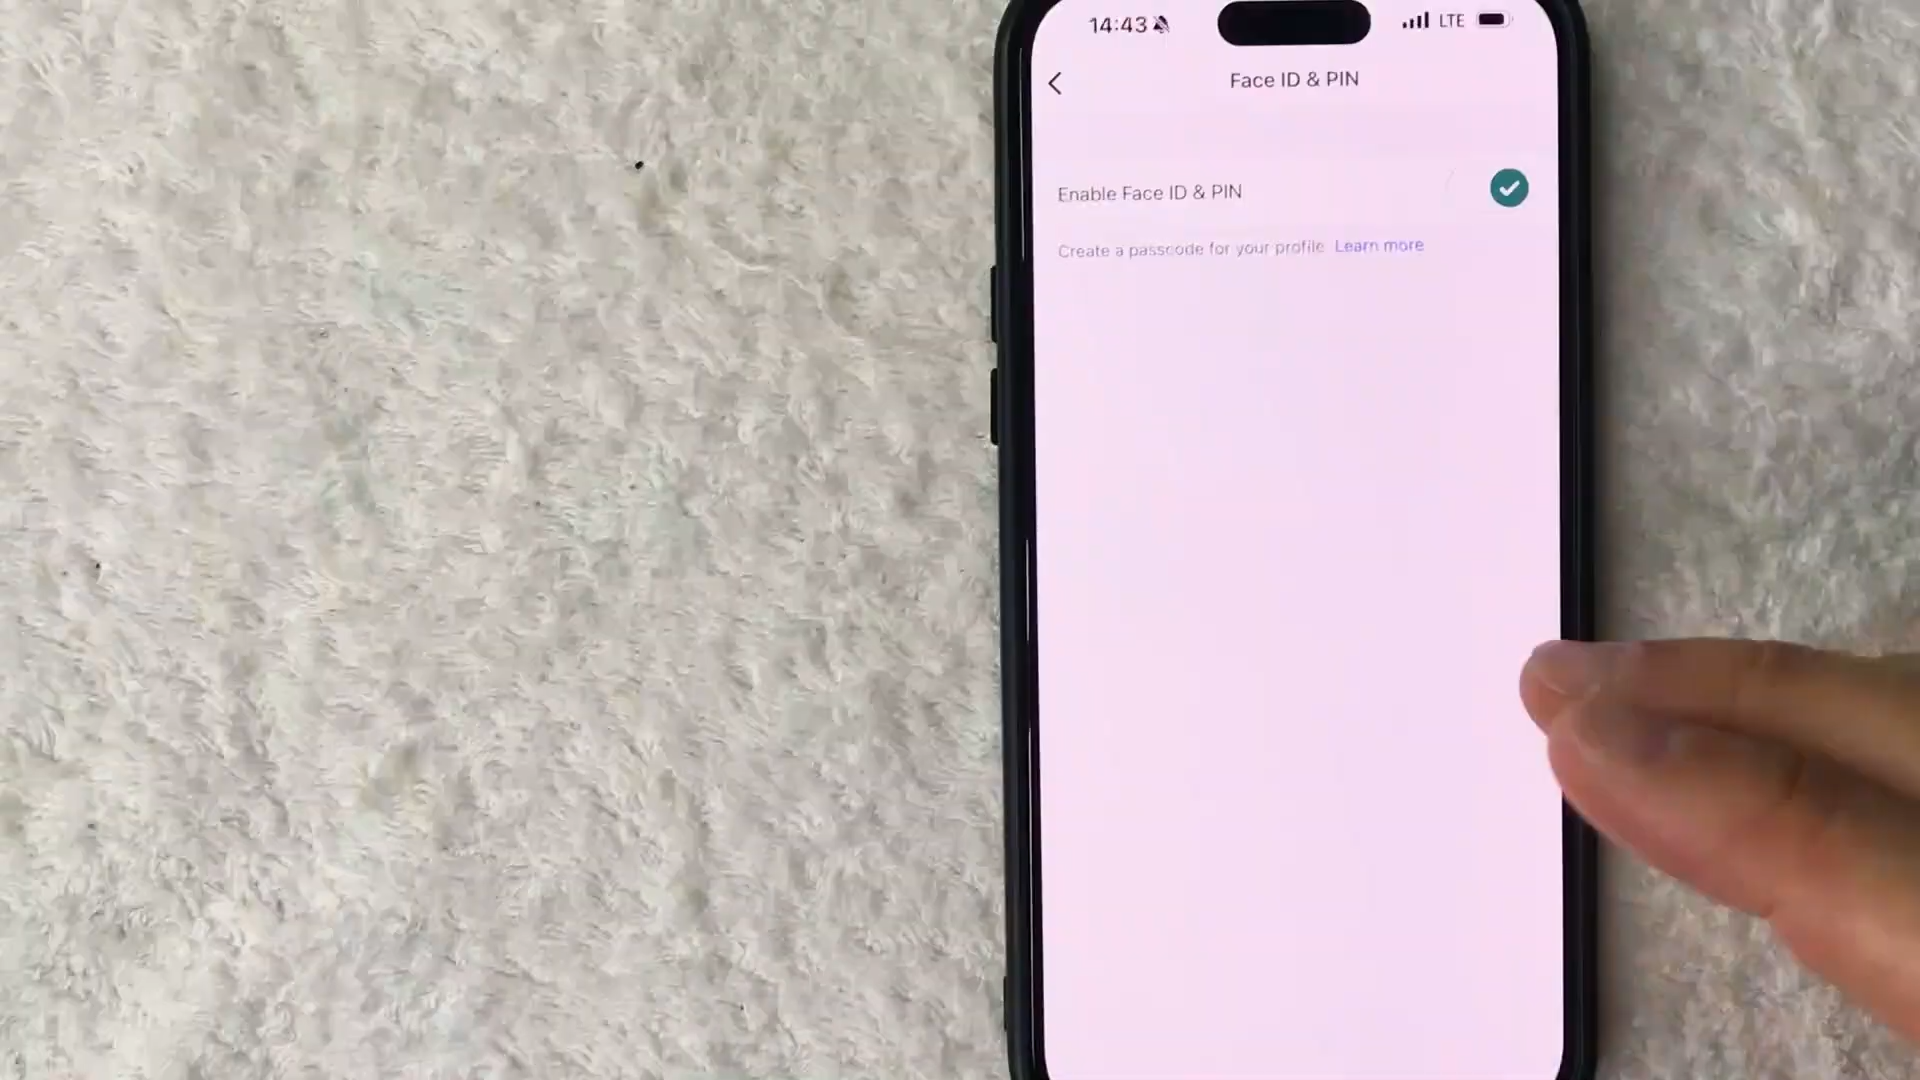 14:43 LTE
Face ID & PIN
Enable Face ID & PIN
Create a passcode for your profile Learn more